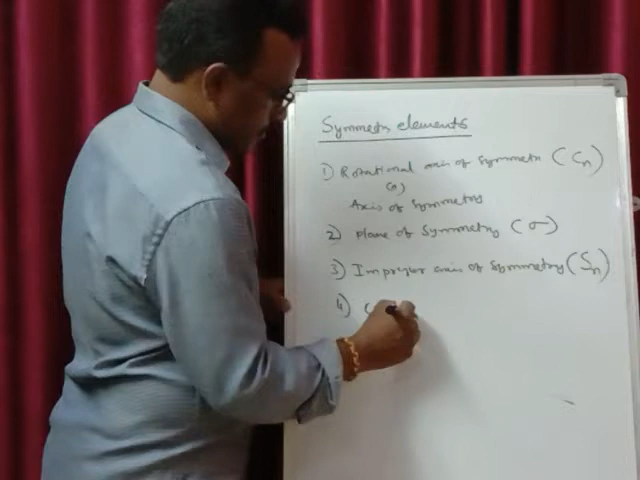 Symmetry elements
1) Rotational axis of symmetry (Cn)
(or)
Axis of symmetry
2) plane of symmetry (σ)
3) Improper axis of symmetry (Sn)
4) C